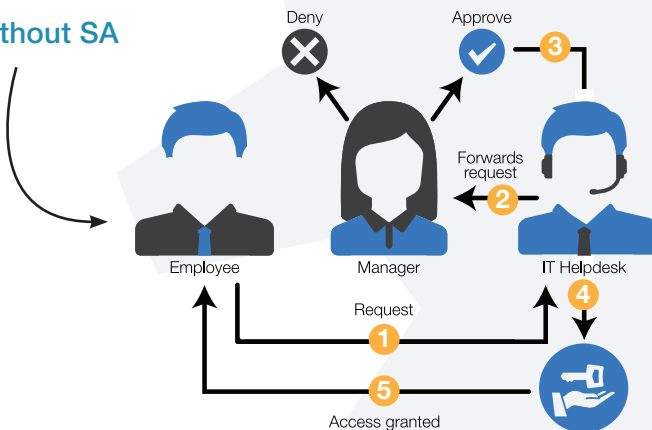 thout SA
Deny
Approve
3
Forwards
request
2
Employee
Manager
IT Helpdesk
4
Request
1
5
Access granted